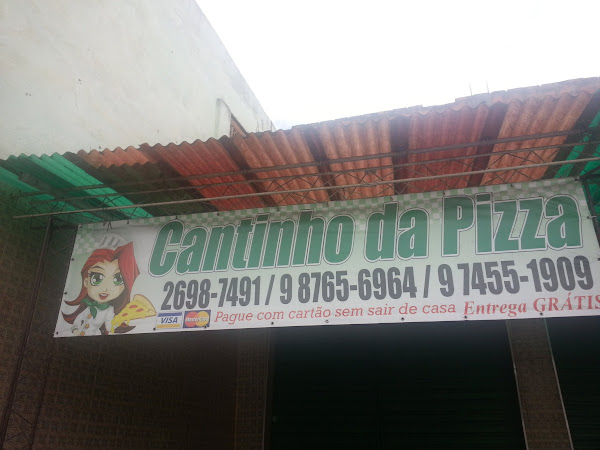 Cantinho da Pizza
2698-7491 / 9 8765-6964 / 9 7455-1909
VISA MasterCard Pague com cartão sem sair de casa Entrega GRÁTIS